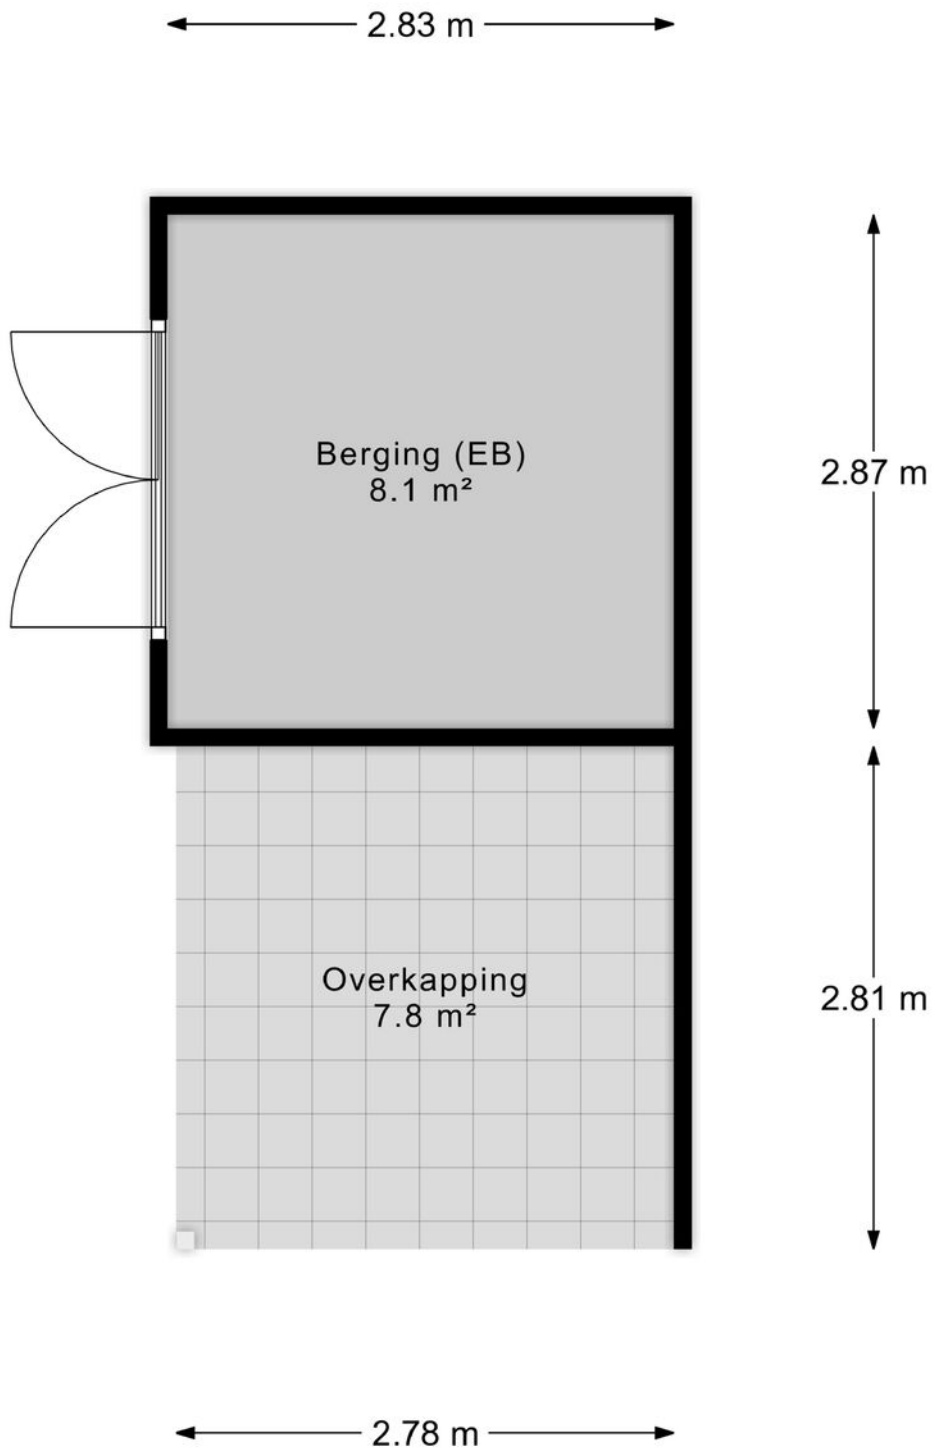 2.83 m
Berging (EB)
8.1 m²
2.87 m
Overkapping
7.8 m²
2.81 m
2.78 m